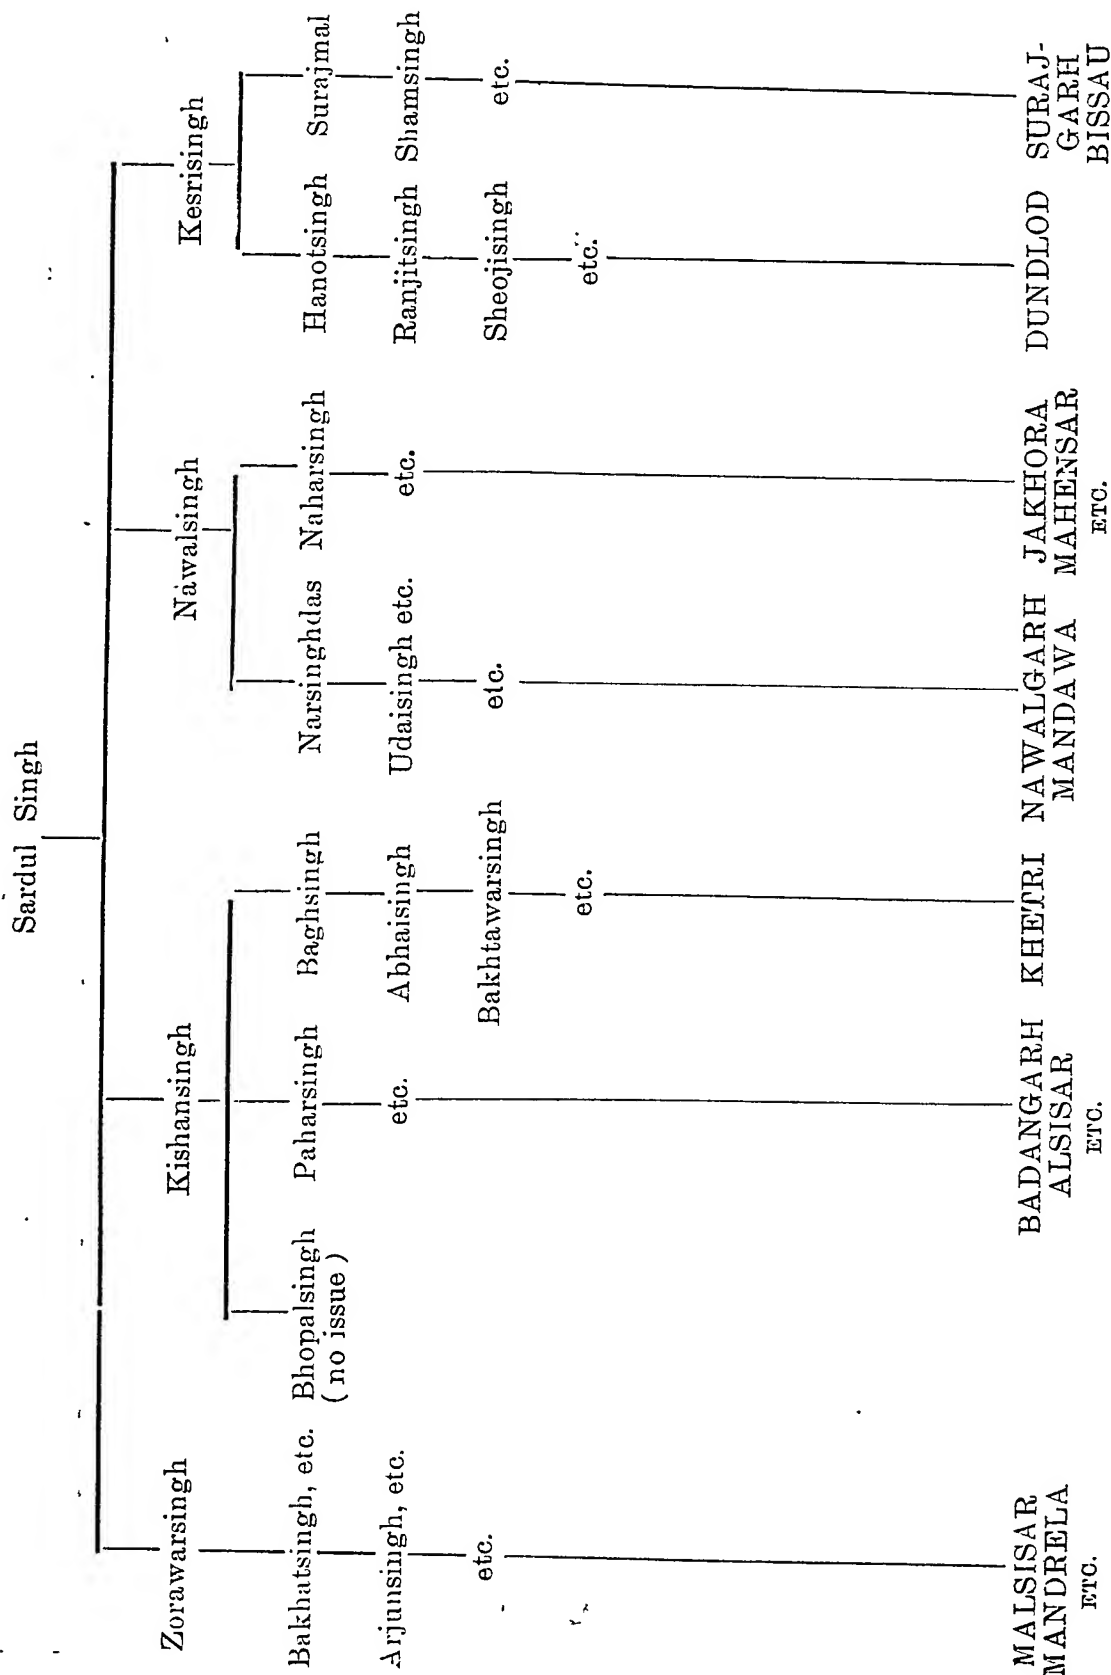 Sardul Singh
Zorawarsingh
Kishansingh
Nawalsingh
Kesrisingh
Bakhatsingh, etc.
Bhopalsingh
(no issue)
Paharsingh
Baghsingh
Narsinghdas
Naharsingh
Hanotsingh
Surajmal
Arjunsingh, etc.
etc.
Abhaisingh
Udaisingh etc.
etc.
Ranjitsingh
Shamsingh
etc.
Bakhtawarsingh
etc.
Sheojisingh
etc.
etc.
etc.
MALSISAR
MANDRELA
ETC.
BADANGARH
ALSISAR
ETC.
KHETRI
NAWALGARH
MANDAWA
JAKHORA
MAHENSAR
ETC.
DUNDLOD
SURAJ-
GARH
BISSAU